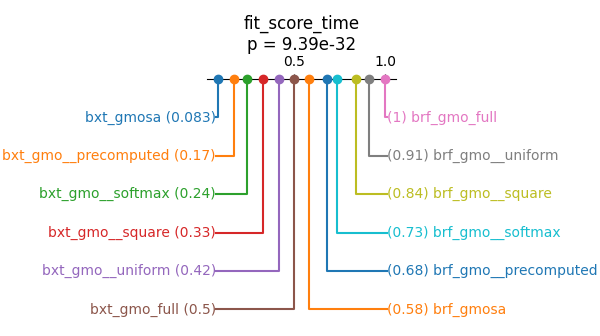 fit_score_time
p = 9.39e-32
0.5 1.0
bxt_gmosa (0.083) (1) brf_gmo_full
bxt_gmo__precomputed (0.17) (0.91) brf_gmo__uniform
bxt_gmo__softmax (0.24) (0.84) brf_gmo__square
bxt_gmo__square (0.33) (0.73) brf_gmo__softmax
bxt_gmo__uniform (0.42) (0.68) brf_gmo__precomputed
bxt_gmo_full (0.5) (0.58) brf_gmosa